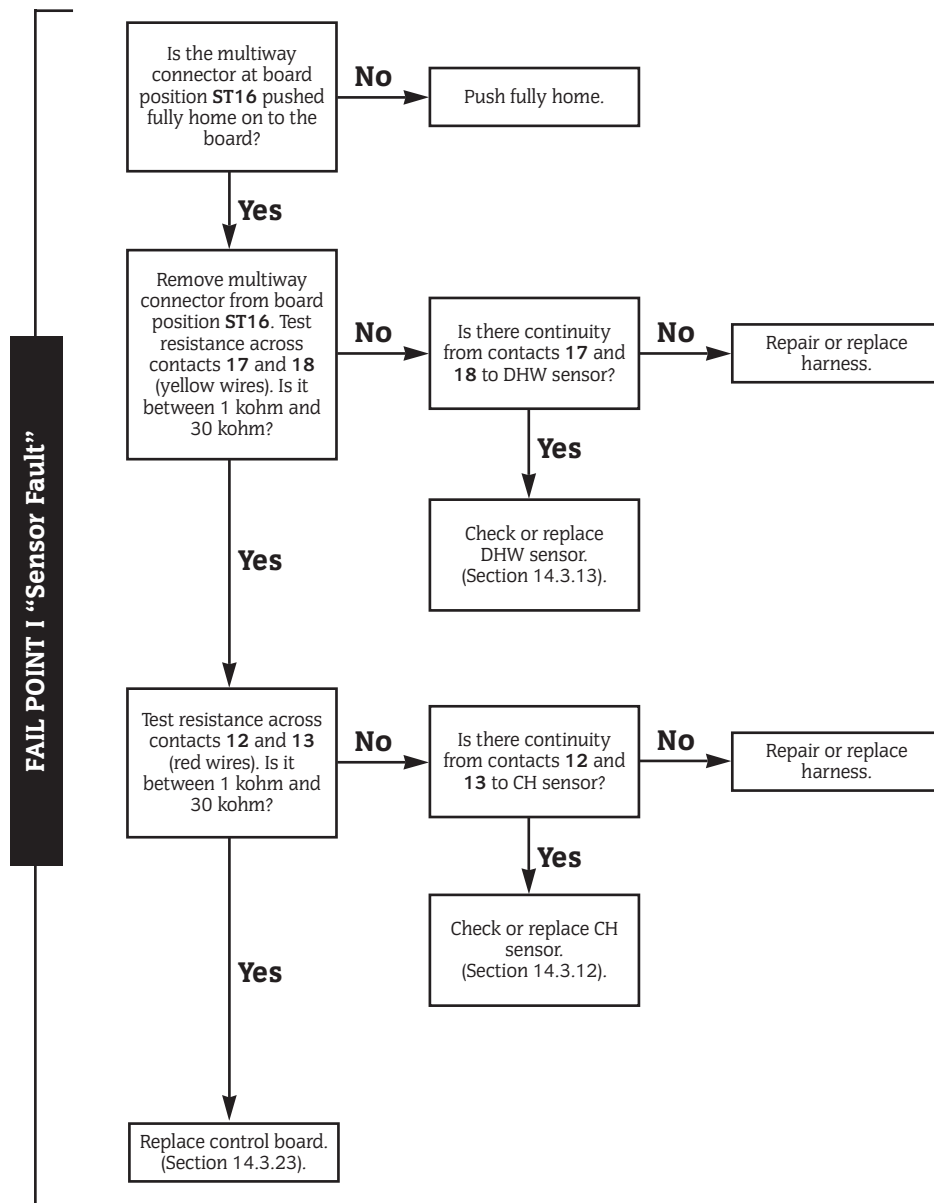 FAIL POINT I “Sensor Fault”
Is the multiway
connector at board
position ST16 pushed
fully home on to the
board?
No
Push fully home.
Yes
Remove multiway
connector from board
position ST16. Test
resistance across
contacts 17 and 18
(yellow wires). Is it
between 1 kohm and
30 kohm?
No
Is there continuity
from contacts 17 and
18 to DHW sensor?
No
Repair or replace
harness.
Yes
Check or replace
DHW sensor.
(Section 14.3.13).
Yes
Test resistance across
contacts 12 and 13
(red wires). Is it
between 1 kohm and
30 kohm?
No
Is there continuity
from contacts 12 and
13 to CH sensor?
No
Repair or replace
harness.
Yes
Check or replace CH
sensor.
(Section 14.3.12).
Yes
Replace control board.
(Section 14.3.23).